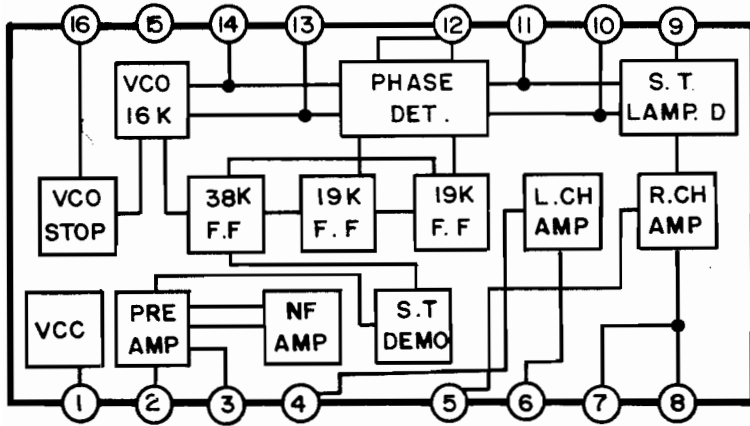 16 15 14 13 12 11 10 9
VCO
16 K
PHASE
DET.
S. T.
LAMP. D
VCO
STOP
38K
F.F
19K
F. F
19K
F. F
L.CH
AMP
R.CH
AMP
VCC
PRE
AMP
NF
AMP
S.T
DEMO
1 2 3 4 5 6 7 8